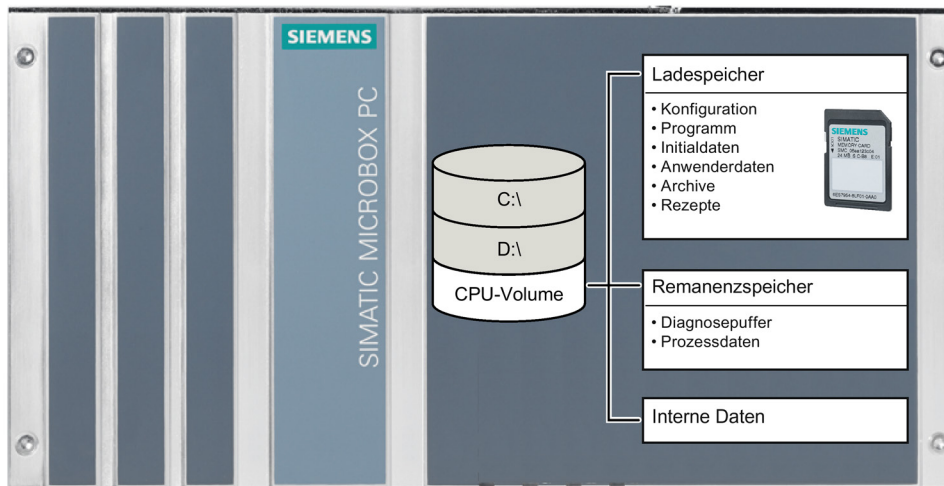 SIEMENS
SIMATIC MICROBOX PC
C:\
D:\
CPU-Volume
Ladespeicher
• Konfiguration
• Programm
• Initialdaten
• Anwenderdaten
• Archive
• Rezepte
SIEMENS
SIMATIC
MEMORY CARD
Remanenzspeicher
• Diagnosepuffer
• Prozessdaten
Interne Daten